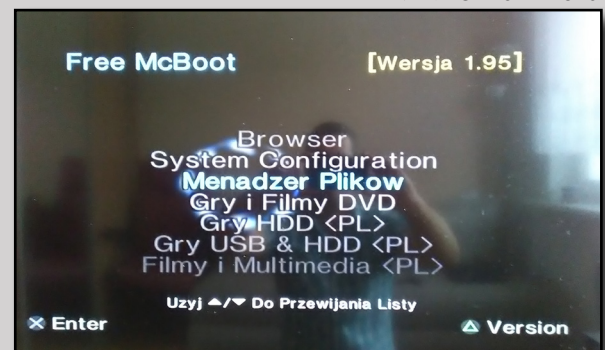 Free McBoot [Wersja 1.95]
Browser
System Configuration
Menadzer Plikow
Gry i Filmy DVD
Gry HDD <PL>
Gry USB & HDD <PL>
Filmy i Multimedia <PL>
Uzyj ▲/▼ Do Przewijania Listy
Enter
Version